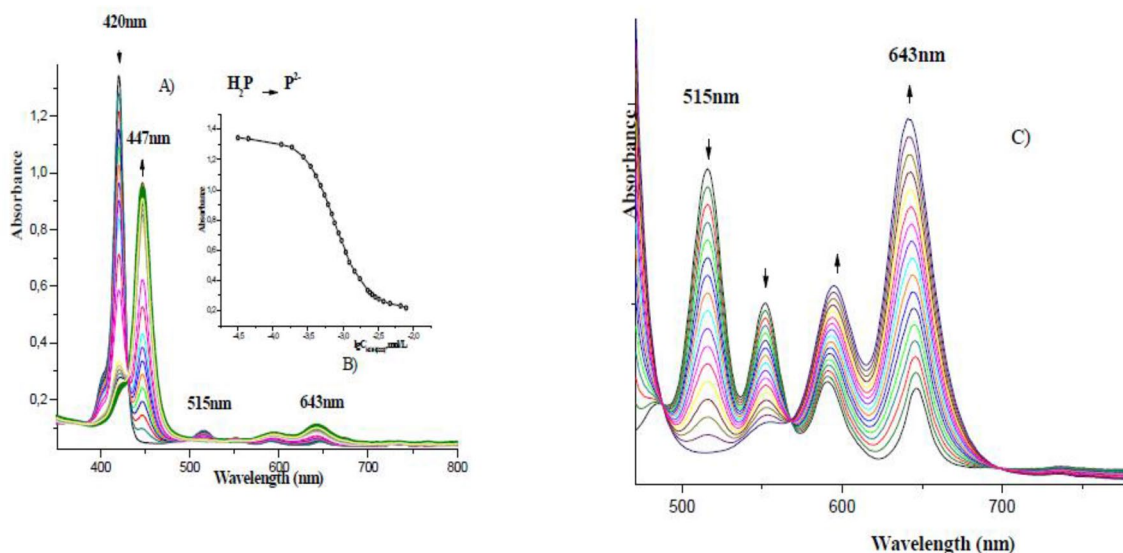 420nm
A)
H2P → P2-
447nm
Absorbance
1,2
1,0
0,8
0,6
0,4
0,2
515nm
643nm
400
500
600
700
800
Wavelength (nm)
Absorbance
1,4
1,2
1,0
0,8
0,6
0,4
0,2
-4,5
-4,0
-3,5
-3,0
-2,5
-2,0
B)
643nm
515nm
C)
Absorbance
500
600
700
Wavelength (nm)